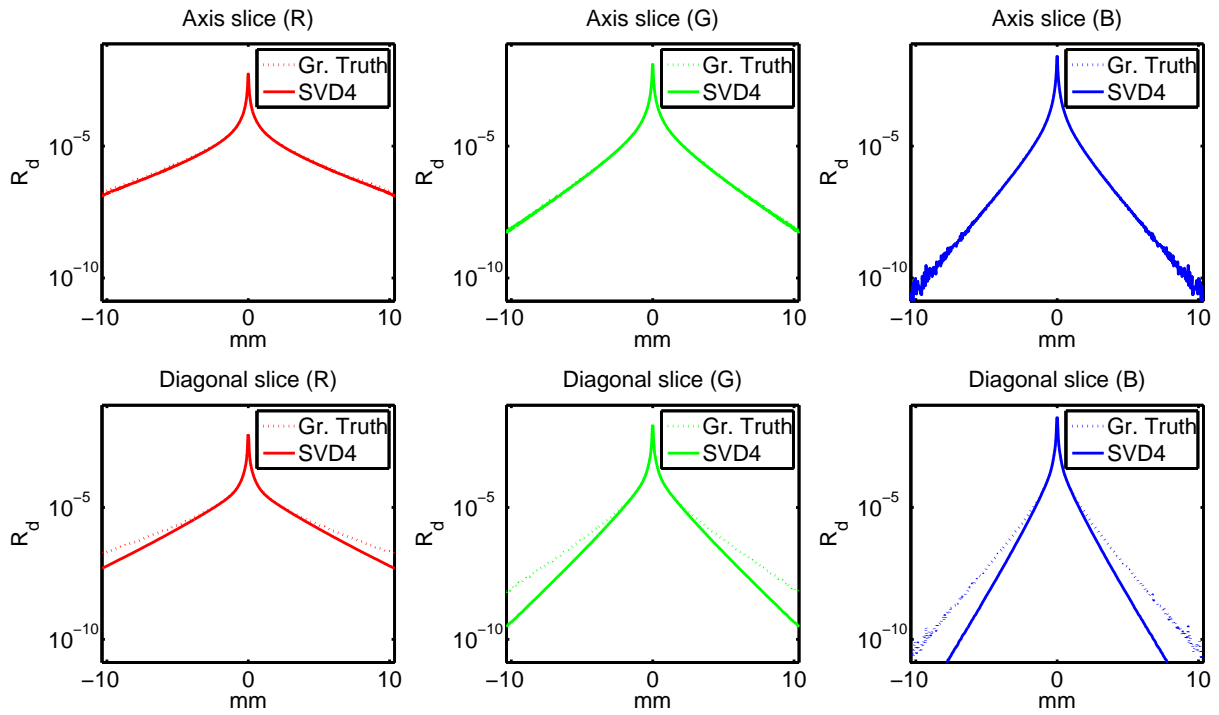 Axis slice (R)
Gr. Truth
SVD4
R_d
10^−5
10^−10
−10 0 10
mm
Axis slice (G)
Gr. Truth
SVD4
R_d
10^−5
10^−10
−10 0 10
mm
Axis slice (B)
Gr. Truth
SVD4
R_d
10^−5
10^−10
−10 0 10
mm
Diagonal slice (R)
Gr. Truth
SVD4
R_d
10^−5
10^−10
−10 0 10
mm
Diagonal slice (G)
Gr. Truth
SVD4
R_d
10^−5
10^−10
−10 0 10
mm
Diagonal slice (B)
Gr. Truth
SVD4
R_d
10^−5
10^−10
−10 0 10
mm